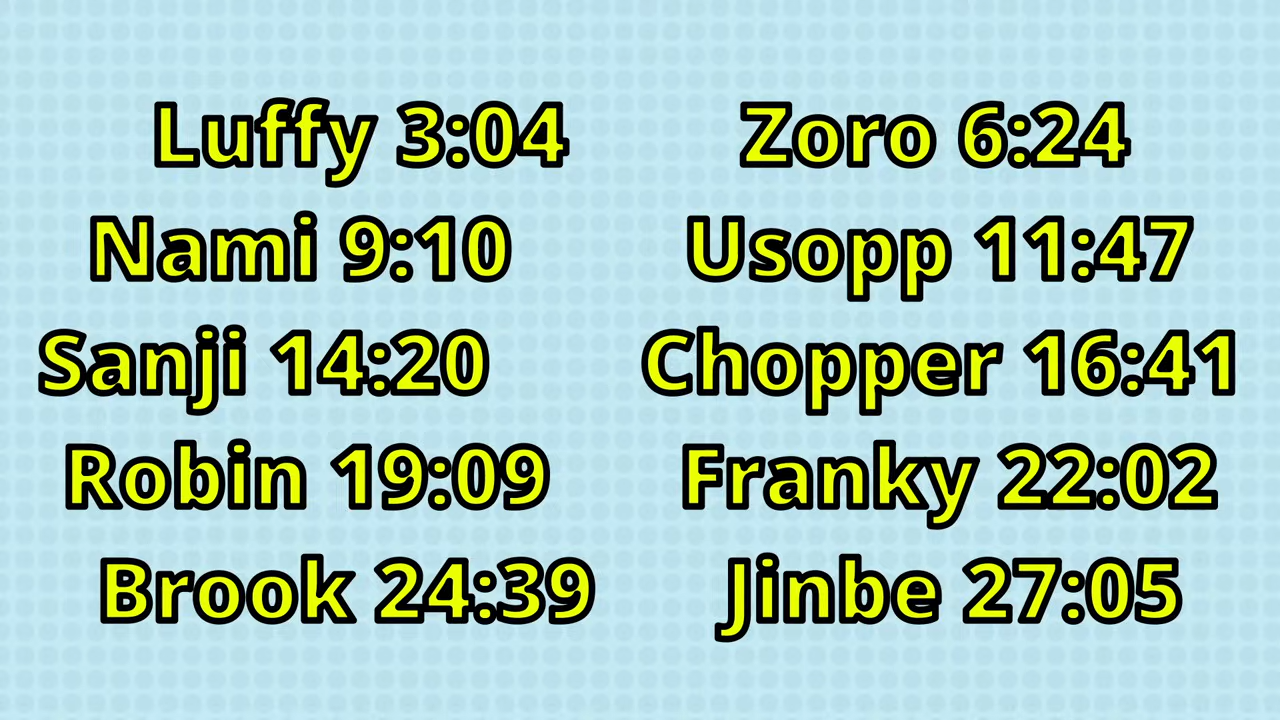 Luffy 3:04 Zoro 6:24
Nami 9:10 Usopp 11:47
Sanji 14:20 Chopper 16:41
Robin 19:09 Franky 22:02
Brook 24:39 Jinbe 27:05